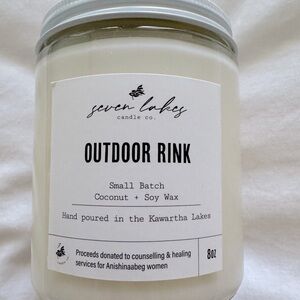 seven lakes
candle co.
OUTDOOR RINK
Small Batch
Coconut + Soy Wax
Hand poured in the Kawartha Lakes
Proceeds donated to counselling & healing
services for Anishinaabeg women
8oz